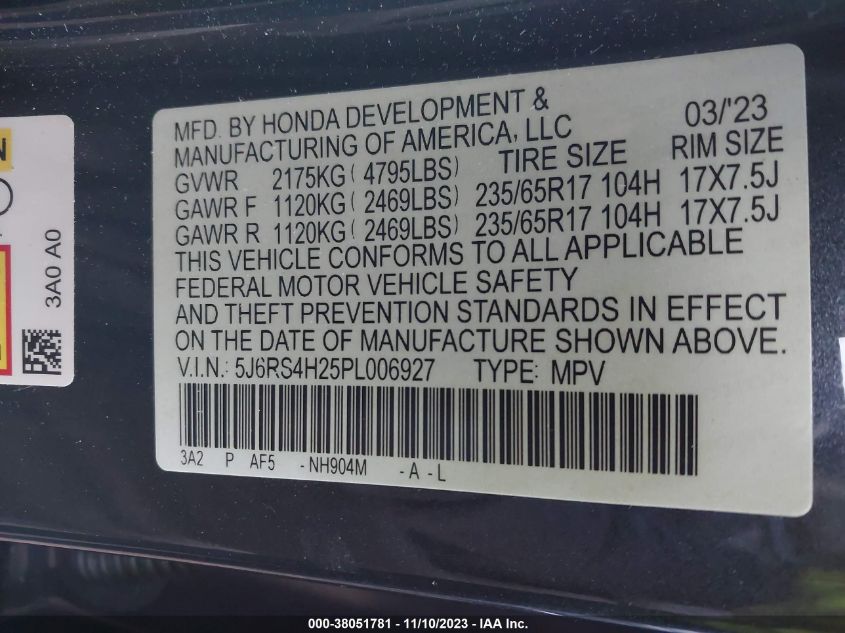 MFD. BY HONDA DEVELOPMENT &
MANUFACTURING OF AMERICA, LLC 03/'23
GVWR 2175KG ( 4795LBS) TIRE SIZE RIM SIZE
GAWR F 1120KG ( 2469LBS) 235/65R17 104H 17X7.5J
GAWR R 1120KG ( 2469LBS) 235/65R17 104H 17X7.5J
THIS VEHICLE CONFORMS TO ALL APPLICABLE
FEDERAL MOTOR VEHICLE SAFETY
AND THEFT PREVENTION STANDARDS IN EFFECT
ON THE DATE OF MANUFACTURE SHOWN ABOVE.
V.I.N.: 5J6RS4H25PL006927 TYPE: MPV
3A2 P AF5 -NH904M -A-L
3A0 A0
N
000-38051781 - 11/10/2023 - IAA Inc.